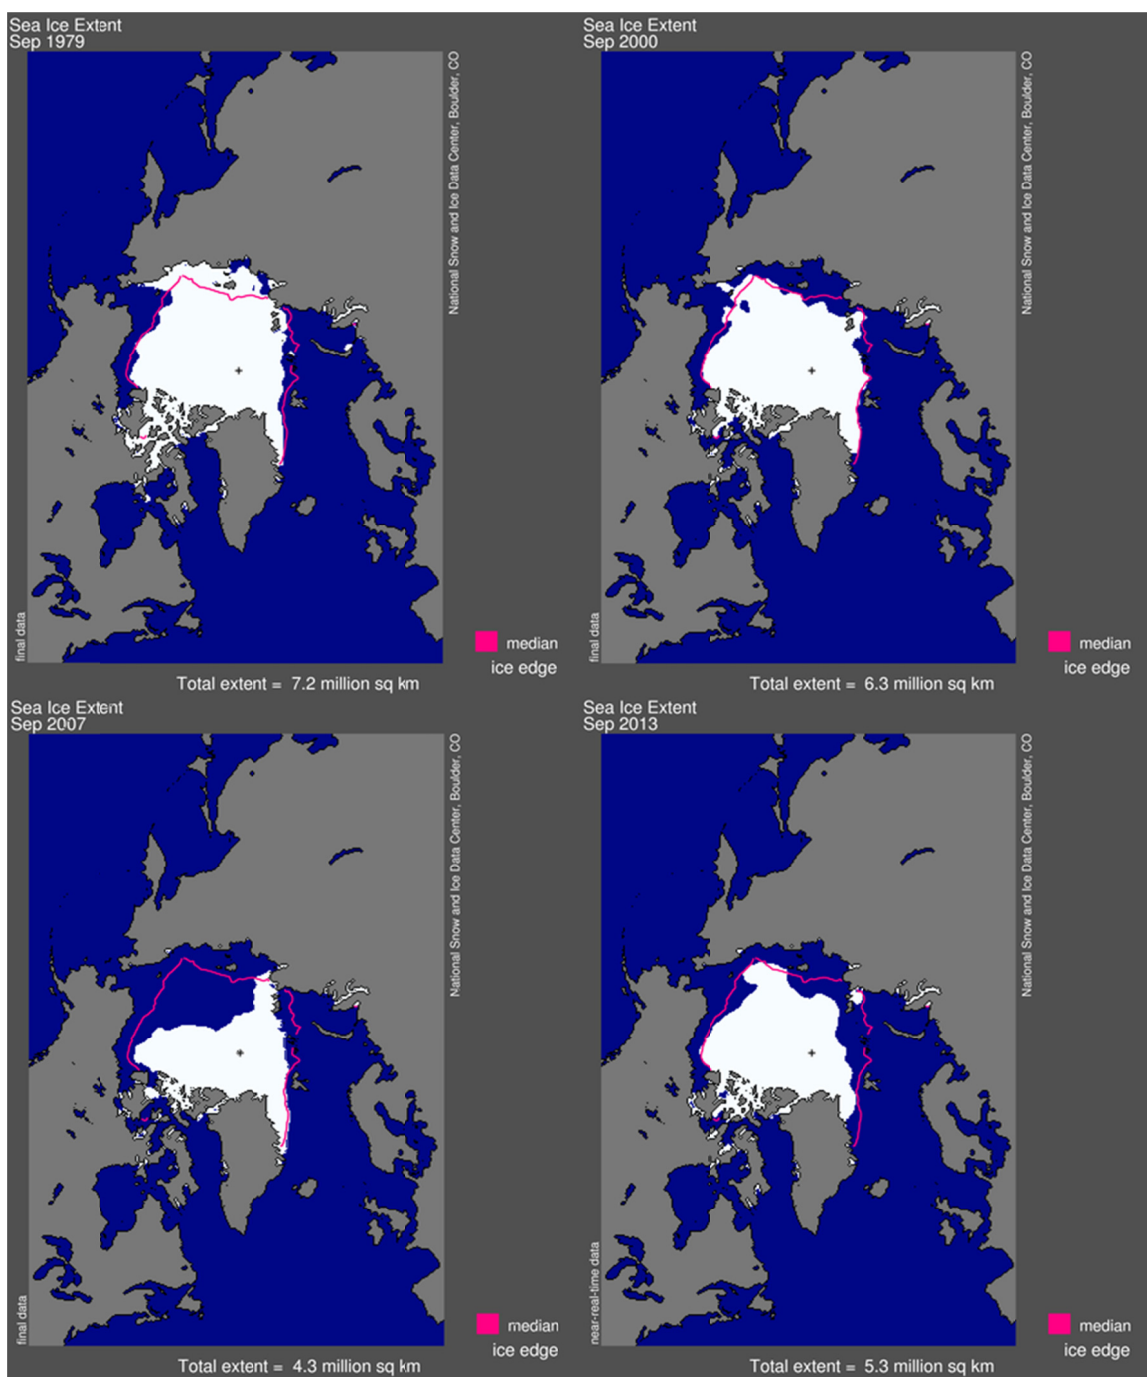 Sea Ice Extent
Sep 1979
National Snow and Ice Data Center, Boulder, CO
final data
median
ice edge
Total extent = 7.2 million sq km
Sea Ice Extent
Sep 2000
National Snow and Ice Data Center, Boulder, CO
final data
median
ice edge
Total extent = 6.3 million sq km
Sea Ice Extent
Sep 2007
National Snow and Ice Data Center, Boulder, CO
final data
median
ice edge
Total extent = 4.3 million sq km
Sea Ice Extent
Sep 2013
National Snow and Ice Data Center, Boulder, CO
near-real-time data
median
ice edge
Total extent = 5.3 million sq km